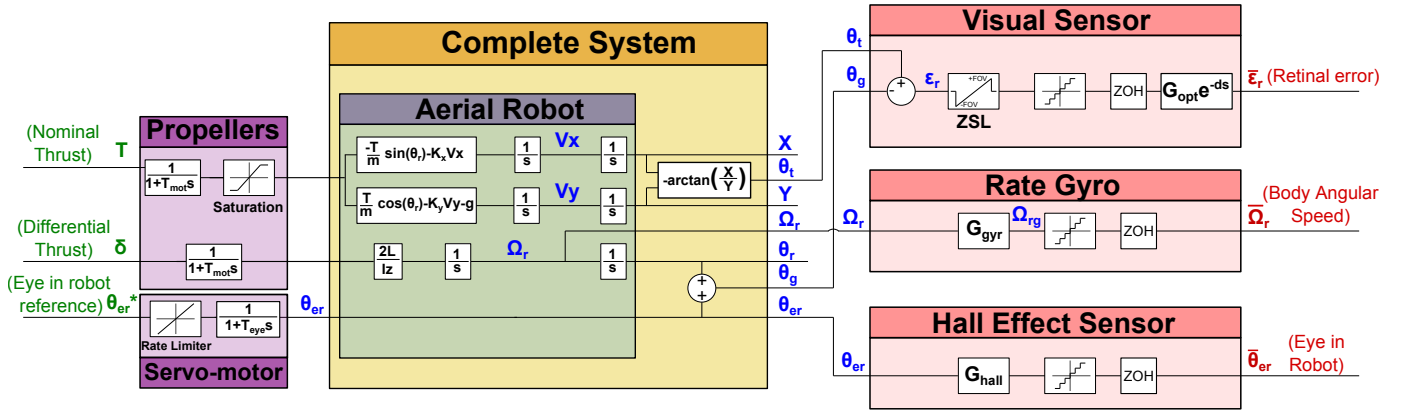 Complete System
Visual Sensor
Aerial Robot
Propellers
(Nominal
Thrust) T
1
1+Tmots
Saturation
-T/m sin(θr)-KxVx
1/s
Vx
1/s
T/m cos(θr)-KyVy-g
1/s
Vy
1/s
-arctan(X/Y)
X
θt
Y
Ωr
(Differential
Thrust) δ
1
1+Tmots
2L
Iz
1/s
Ωr
1/s
θr
θg
(Eye in robot
reference) θer*
Rate Limiter
1
1+Teyes
θer
+
+
θer
Servo-motor
θt
θg
- +
εr
+FOV
-FOV
ZSL
ZOH
Gopte-ds
ε̅r (Retinal error)
Rate Gyro
Ωr
Ggyr
Ωrg
ZOH
(Body Angular
Speed)
Ω̅r
Hall Effect Sensor
θer
Ghall
ZOH
(Eye in
Robot)
θ̅er